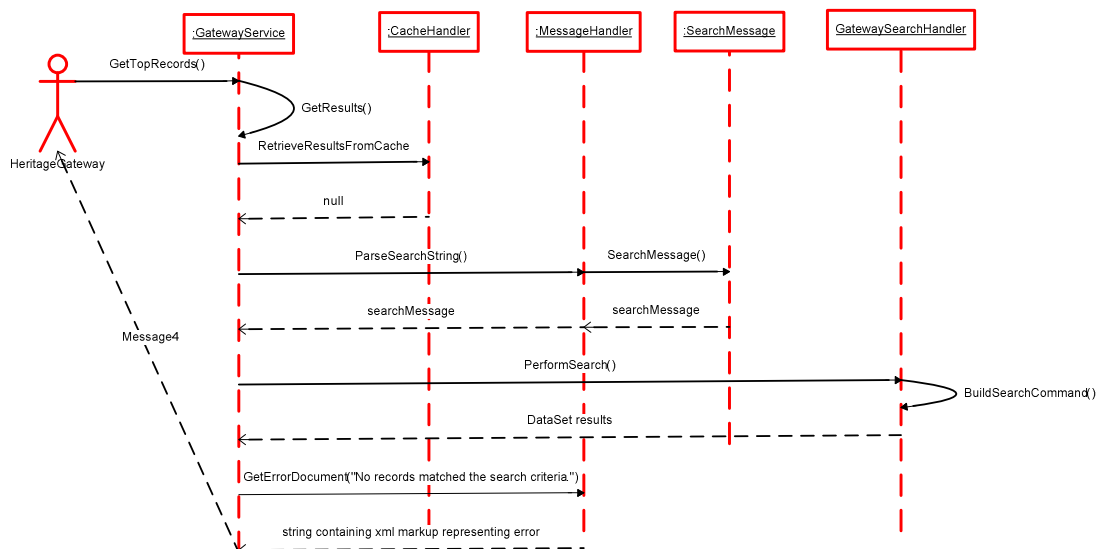 :GatewayService
:CacheHandler
:MessageHandler
:SearchMessage
GatewaySearchHandler
GetTopRecords()
GetResults()
RetrieveResultsFromCache
HeritageGateway
null
ParseSearchString()
SearchMessage()
searchMessage
searchMessage
Message4
PerformSearch()
BuildSearchCommand()
DataSet results
GetErrorDocument("No records matched the search criteria.")
string containing xml markup representing error